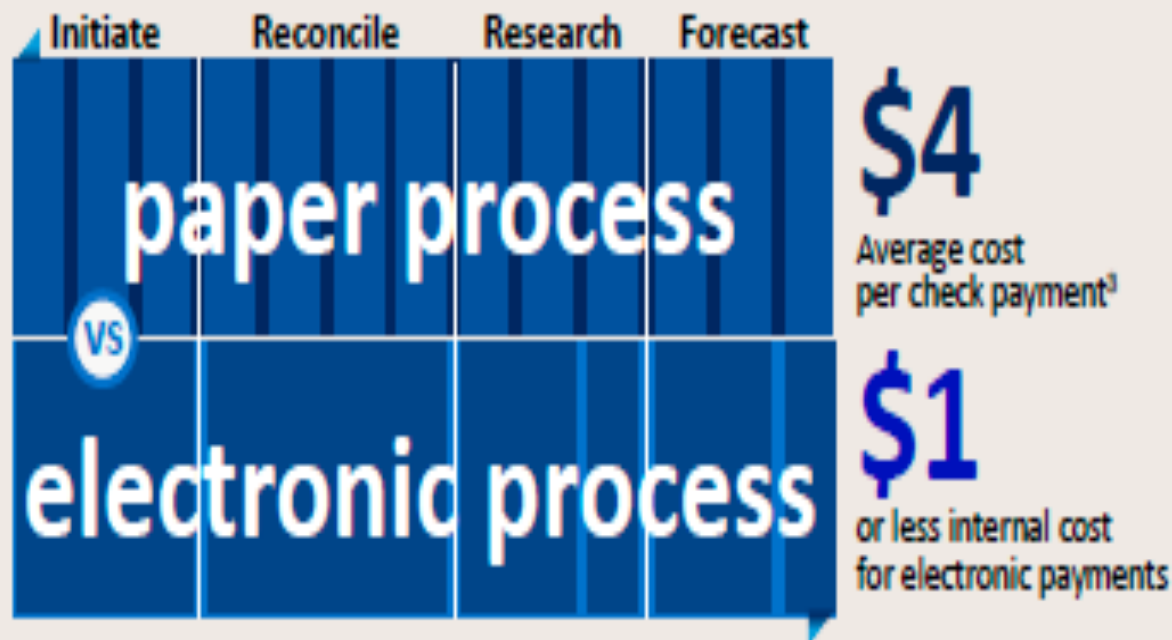 Initiate Reconcile Research Forecast
paper process
$4
Average cost
per check payment³
VS
electronic process
$1
or less internal cost
for electronic payments